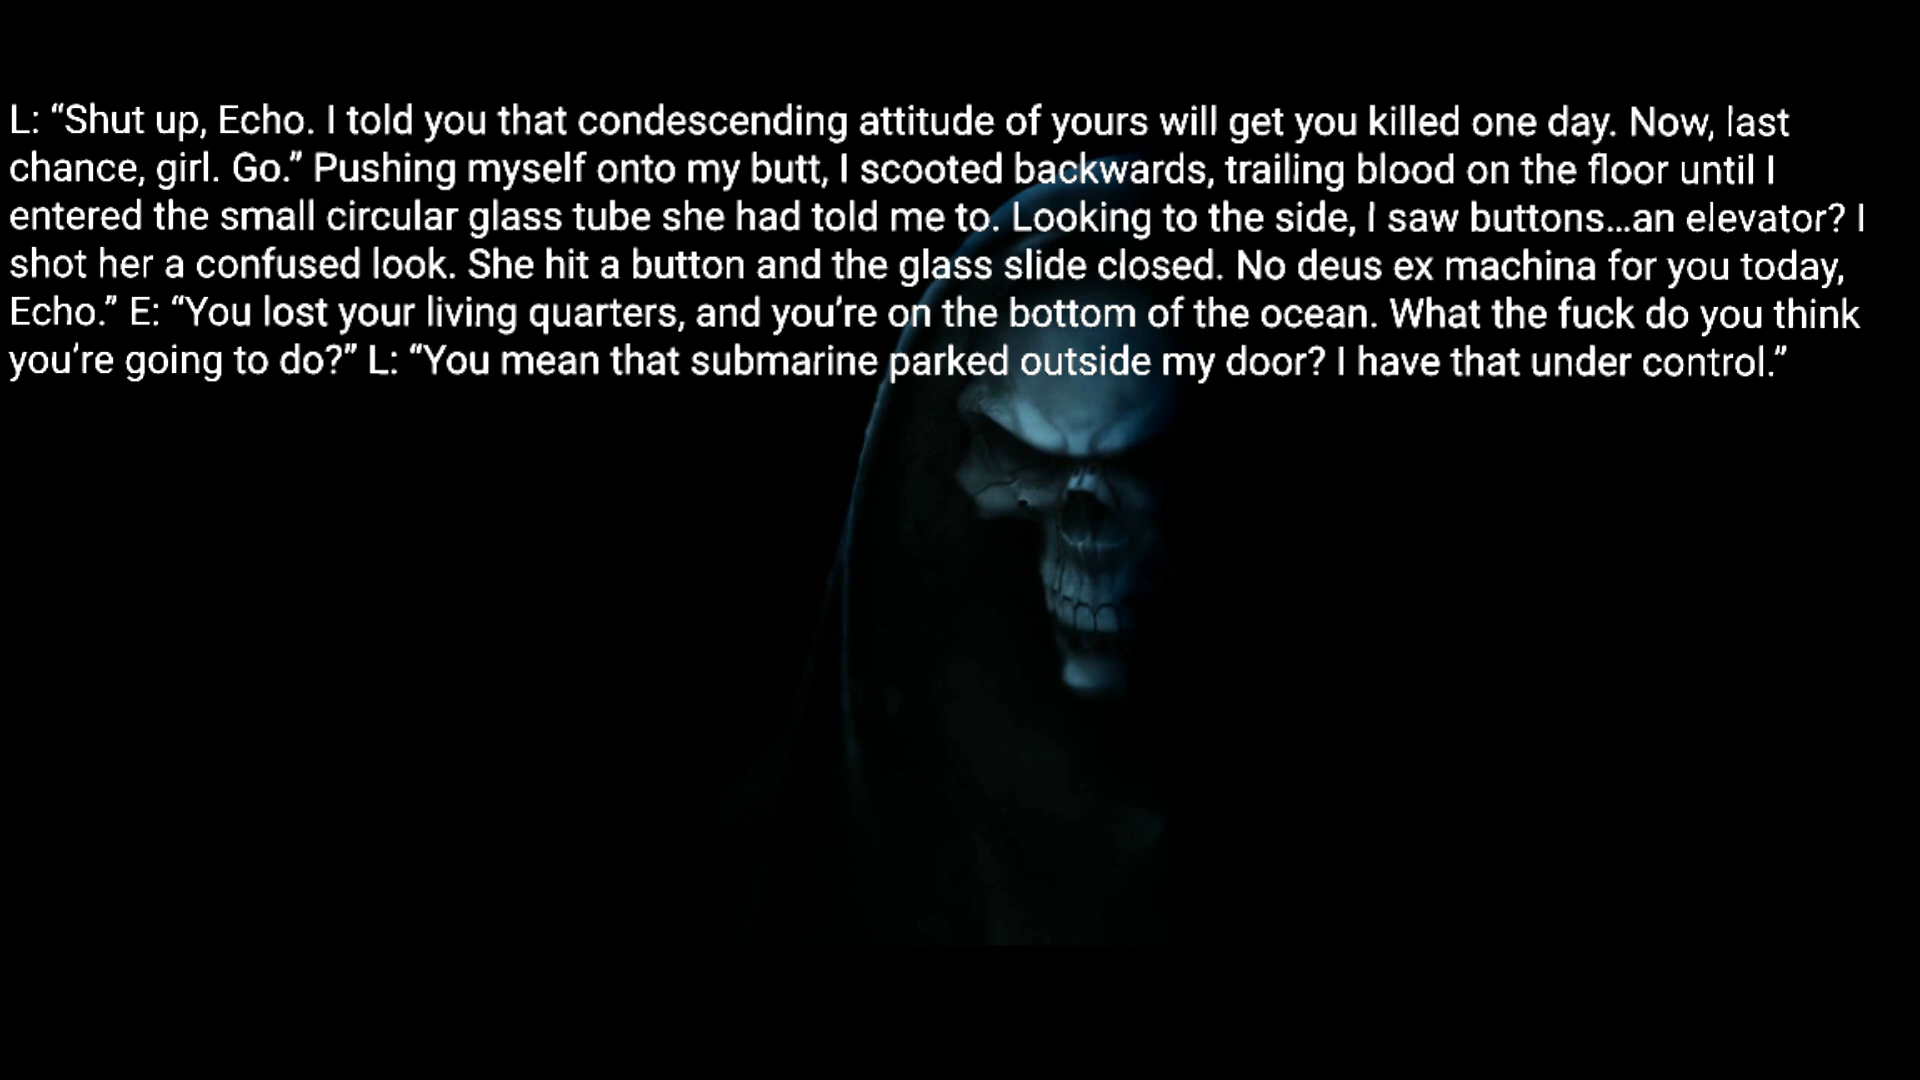 L: “Shut up, Echo. I told you that condescending attitude of yours will get you killed one day. Now, last
chance, girl. Go.” Pushing myself onto my butt, I scooted backwards, trailing blood on the floor until I
entered the small circular glass tube she had told me to. Looking to the side, I saw buttons…an elevator? I
shot her a confused look. She hit a button and the glass slide closed. No deus ex machina for you today,
Echo.” E: “You lost your living quarters, and you’re on the bottom of the ocean. What the fuck do you think
you’re going to do?” L: “You mean that submarine parked outside my door? I have that under control.”